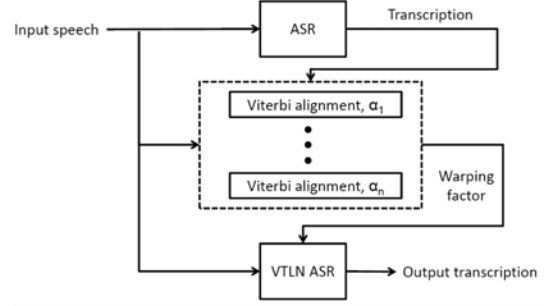 Input speech
ASR
Transcription
Viterbi alignment, α1
Viterbi alignment, αn
Warping
factor
VTLN ASR
Output transcription